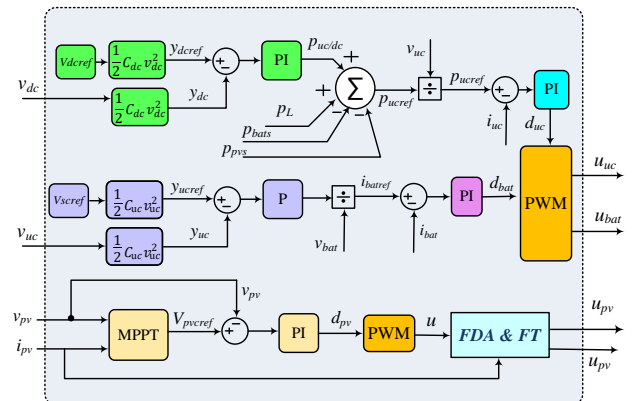 Vdcref
1/2 C_dc v_dc^2
y_dcref
+
−
PI
p_uc/dc
+
v_uc
v_dc
1/2 C_dc v_dc^2
y_dc
+
∑
p_ucref
÷
p_ucref
+
−
PI
p_L
−
−
i_uc
d_uc
p_bats
p_pvs
PWM
u_uc
u_bat
Vscref
1/2 C_uc v_uc^2
y_ucref
+
−
P
÷
i_batref
+
−
PI
d_bat
v_uc
1/2 C_uc v_uc^2
y_uc
v_bat
i_bat
v_pv
v_pv
MPPT
V_pvcref
+
−
PI
d_pv
PWM
u
FDA & FT
u_pv
i_pv
u_pv